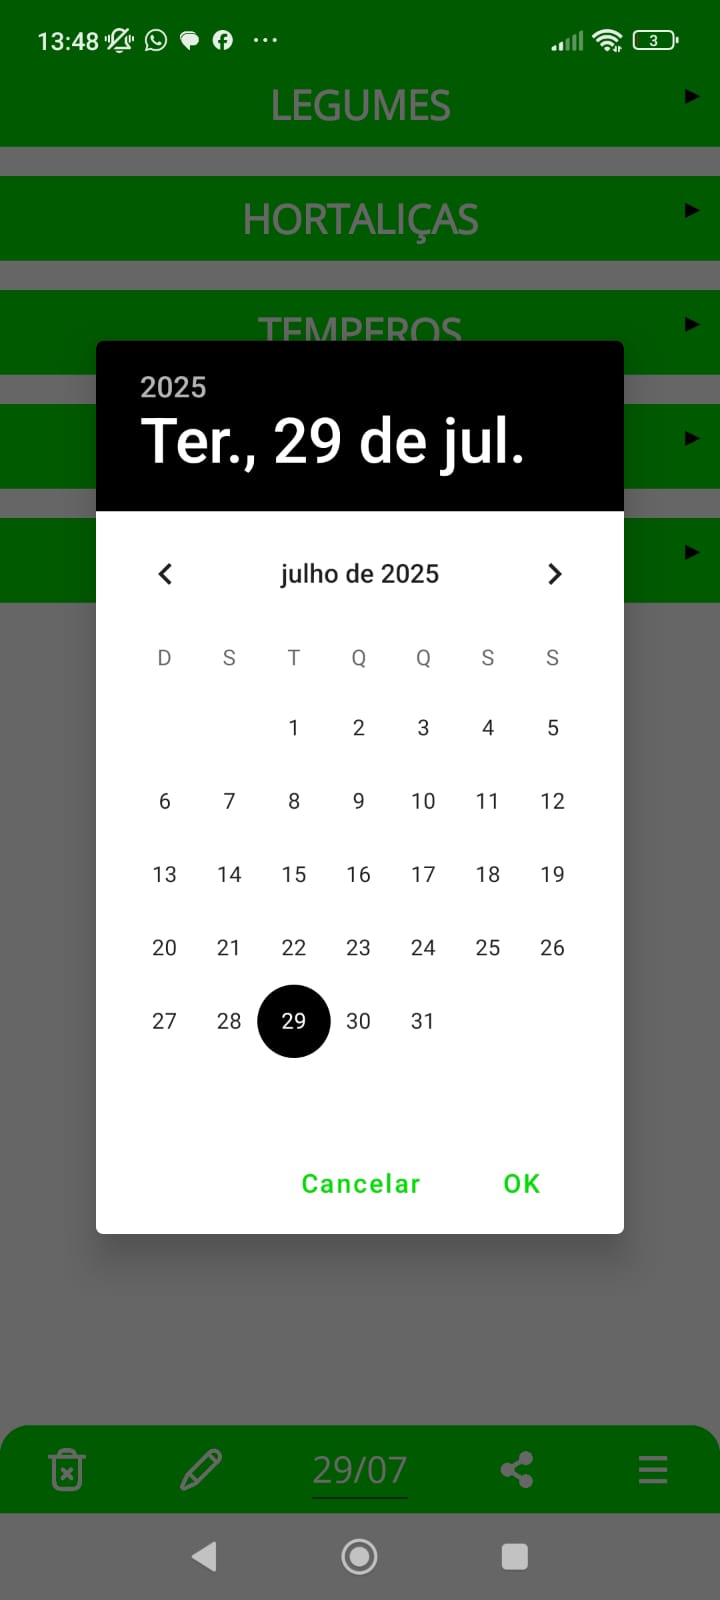 13:48
3
LEGUMES
HORTALIÇAS
TEMPEROS
2025
Ter., 29 de jul.
julho de 2025
D S T Q Q S S
1 2 3 4 5
6 7 8 9 10 11 12
13 14 15 16 17 18 19
20 21 22 23 24 25 26
27 28 29 30 31
Cancelar OK
29/07